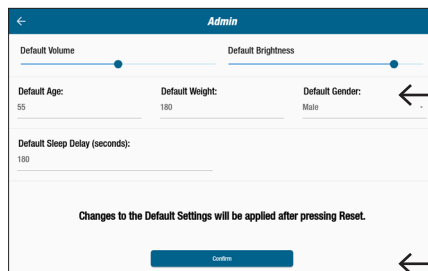 Admin
Default Volume Default Brightness
Default Age: Default Weight: Default Gender:
55 180 Male
Default Sleep Delay (seconds):
180
Changes to the Default Settings will be applied after pressing Reset.
Confirm